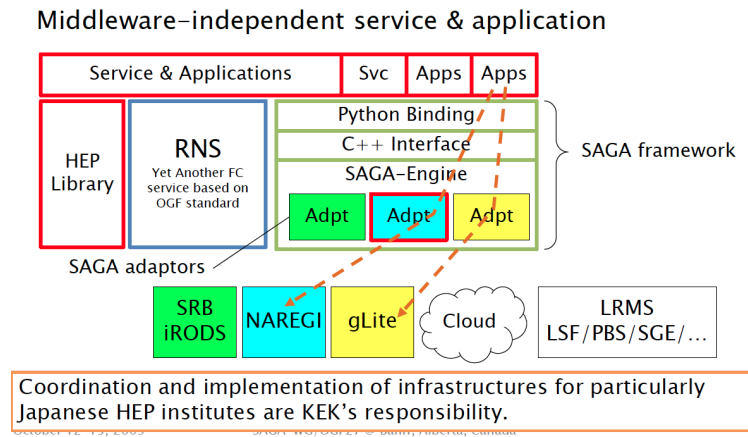 Middleware-independent service & application
Service & Applications
Svc
Apps
Apps
HEP
Library
RNS
Yet Another FC
service based on
OGF standard
Python Binding
C++ Interface
SAGA-Engine
Adpt
Adpt
Adpt
SAGA framework
SAGA adaptors
SRB
iRODS
NAREGI
gLite
Cloud
LRMS
LSF/PBS/SGE/...
Coordination and implementation of infrastructures for particularly
Japanese HEP institutes are KEK's responsibility.